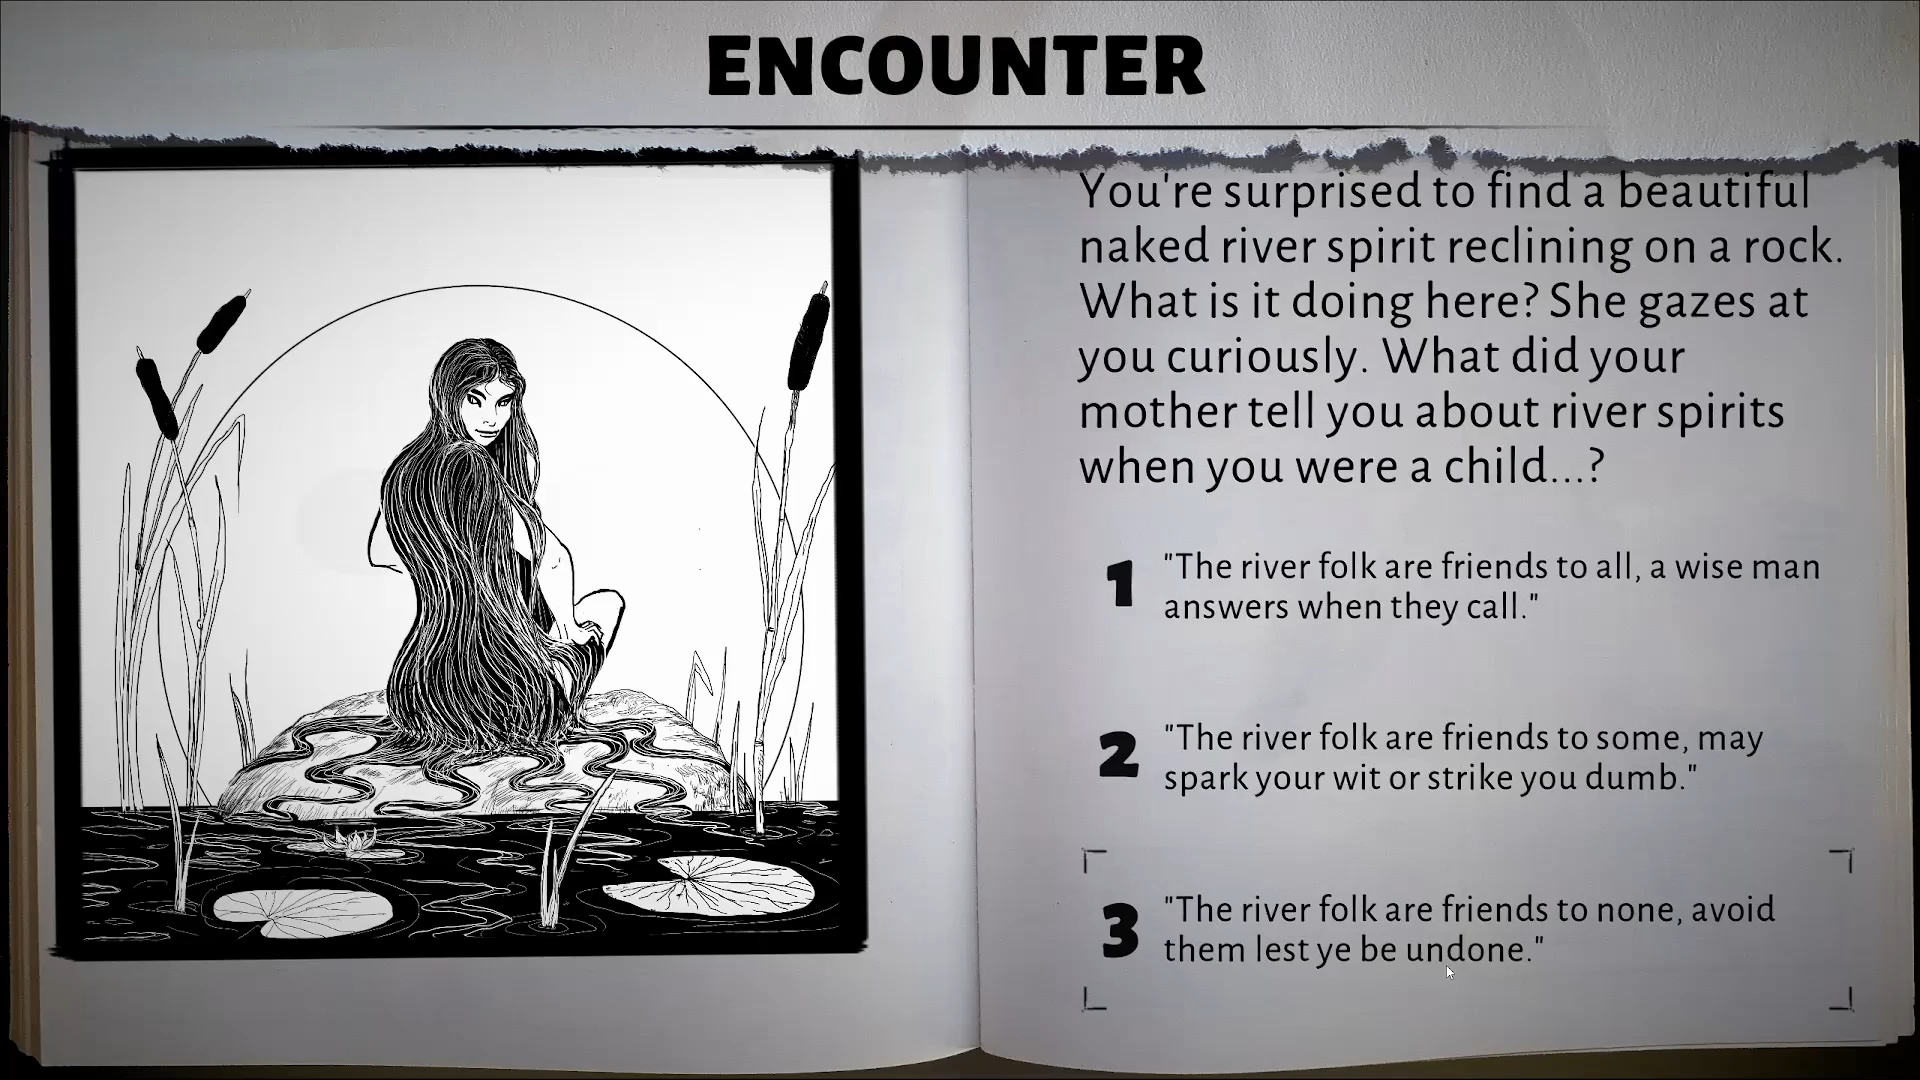 ENCOUNTER
You're surprised to find a beautiful
naked river spirit reclining on a rock.
What is it doing here? She gazes at
you curiously. What did your
mother tell you about river spirits
when you were a child...?
1 "The river folk are friends to all, a wise man
answers when they call."
2 "The river folk are friends to some, may
spark your wit or strike you dumb."
3 "The river folk are friends to none, avoid
them lest ye be undone."